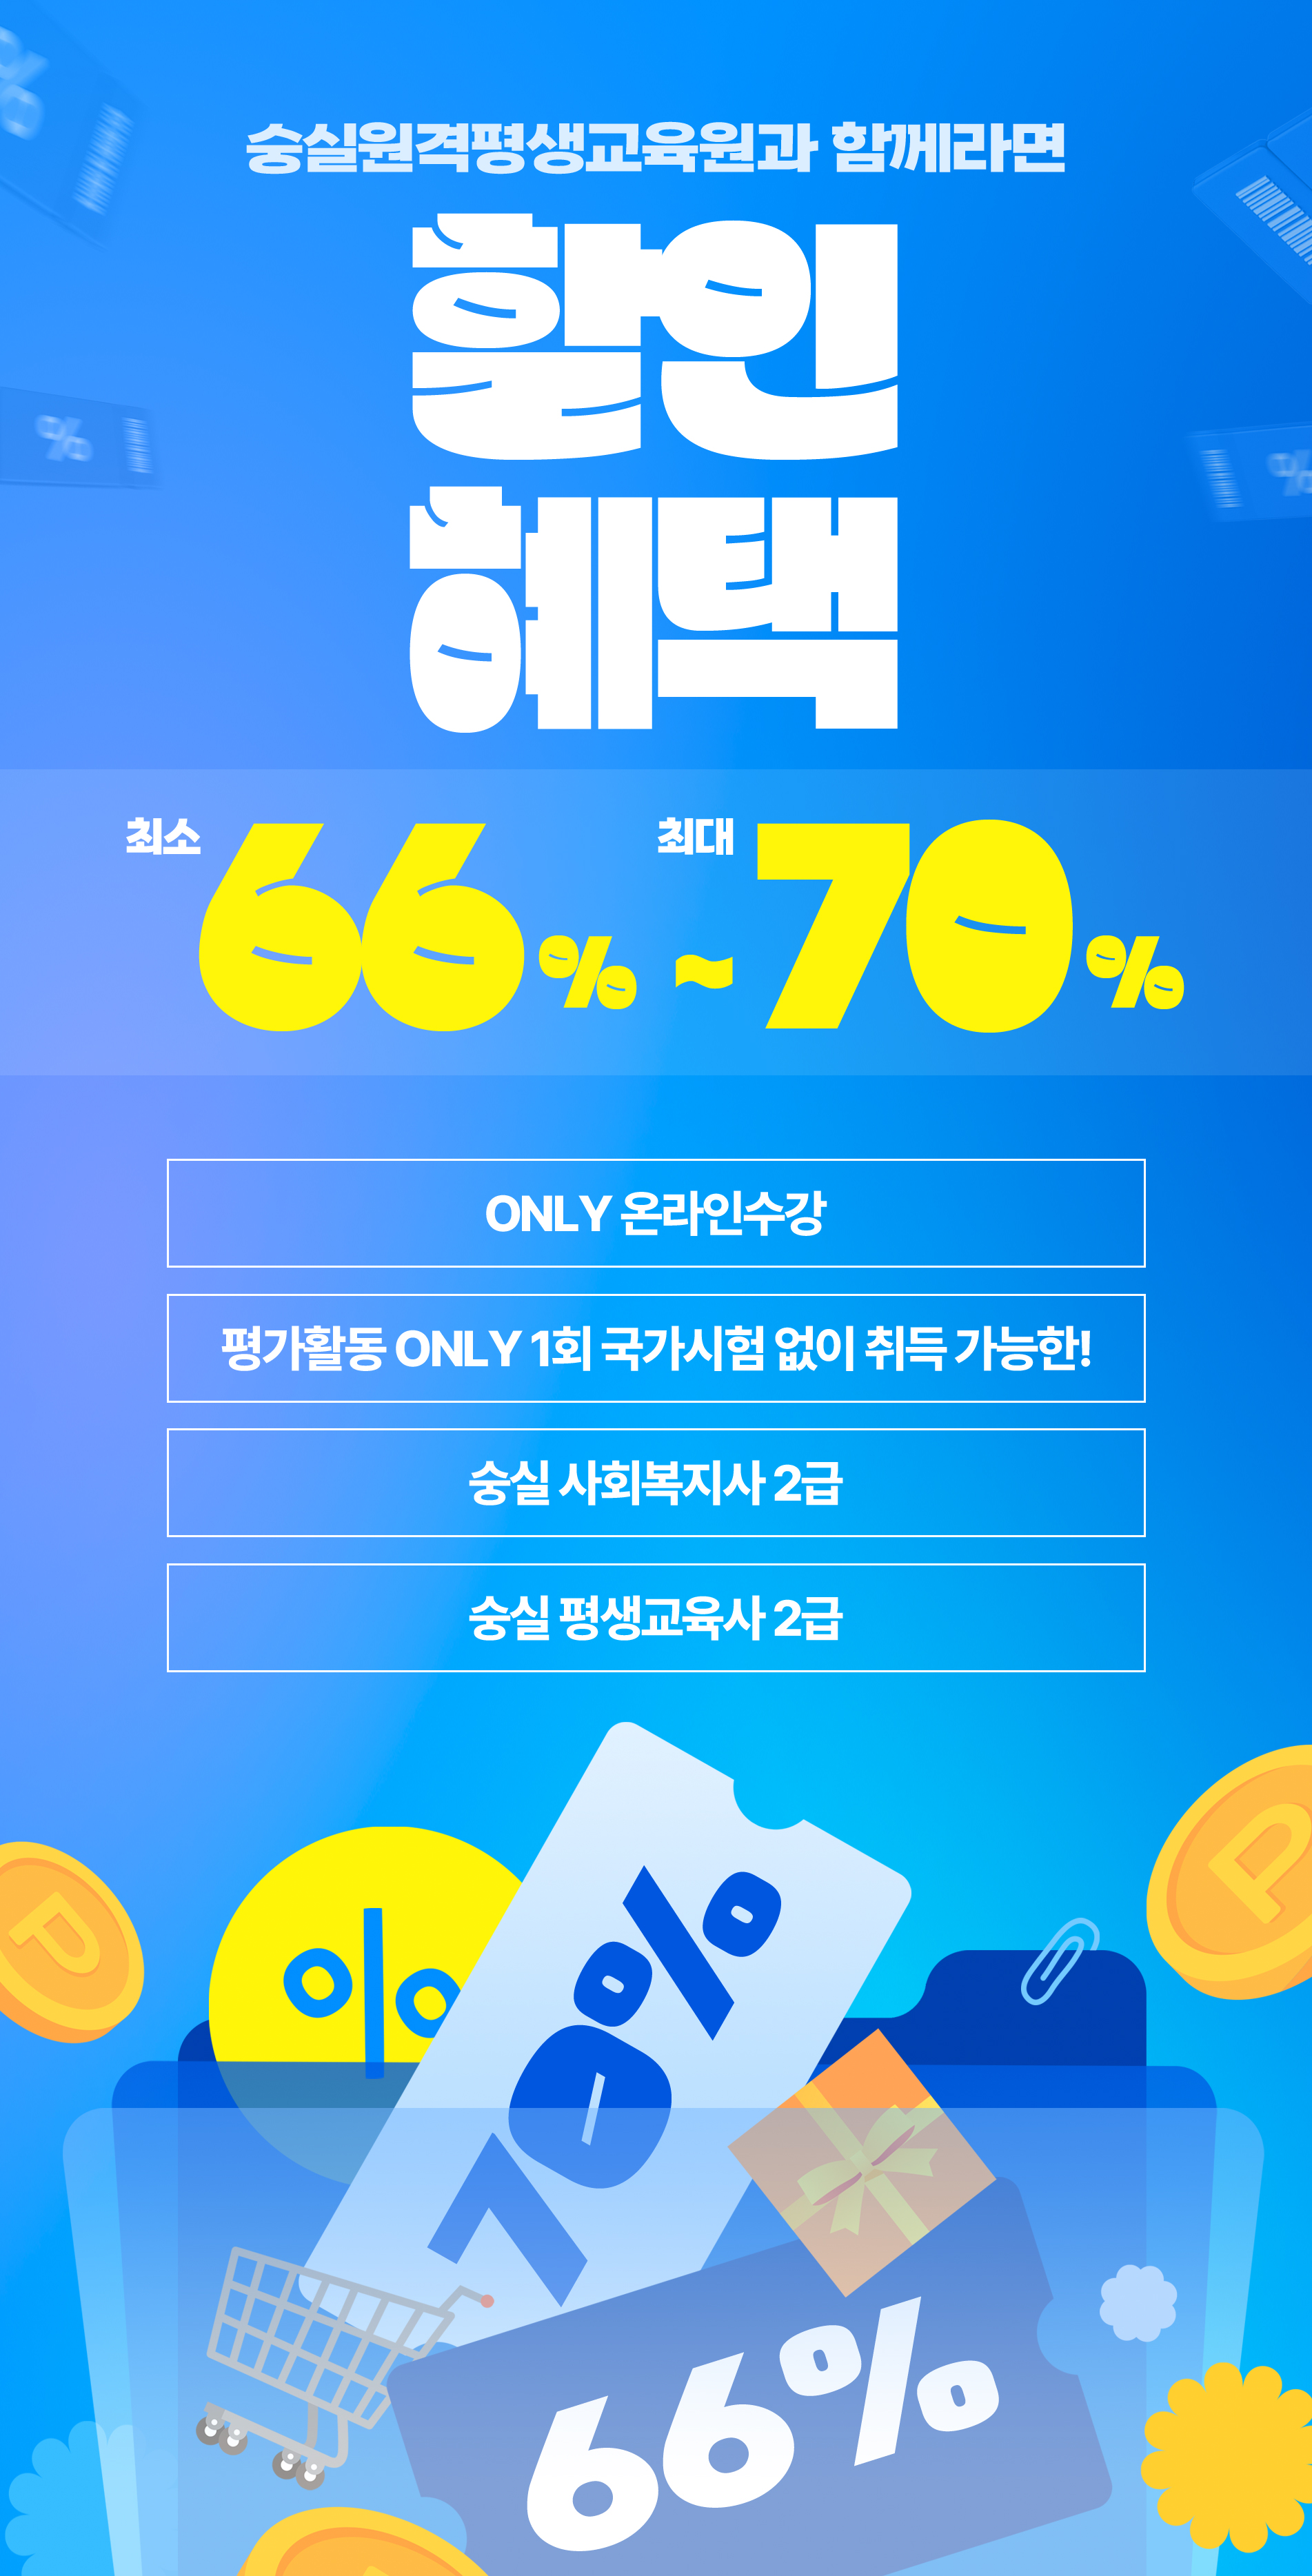 숭실원격평생교육원과 함께라면
할인
혜택
최소 66% ~ 최대 70%
ONLY 온라인수강
평가활동 ONLY 1회 국가시험 없이 취득 가능한!
숭실 사회복지사 2급
숭실 평생교육사 2급
%
70%
66%
P
P
%
%
%